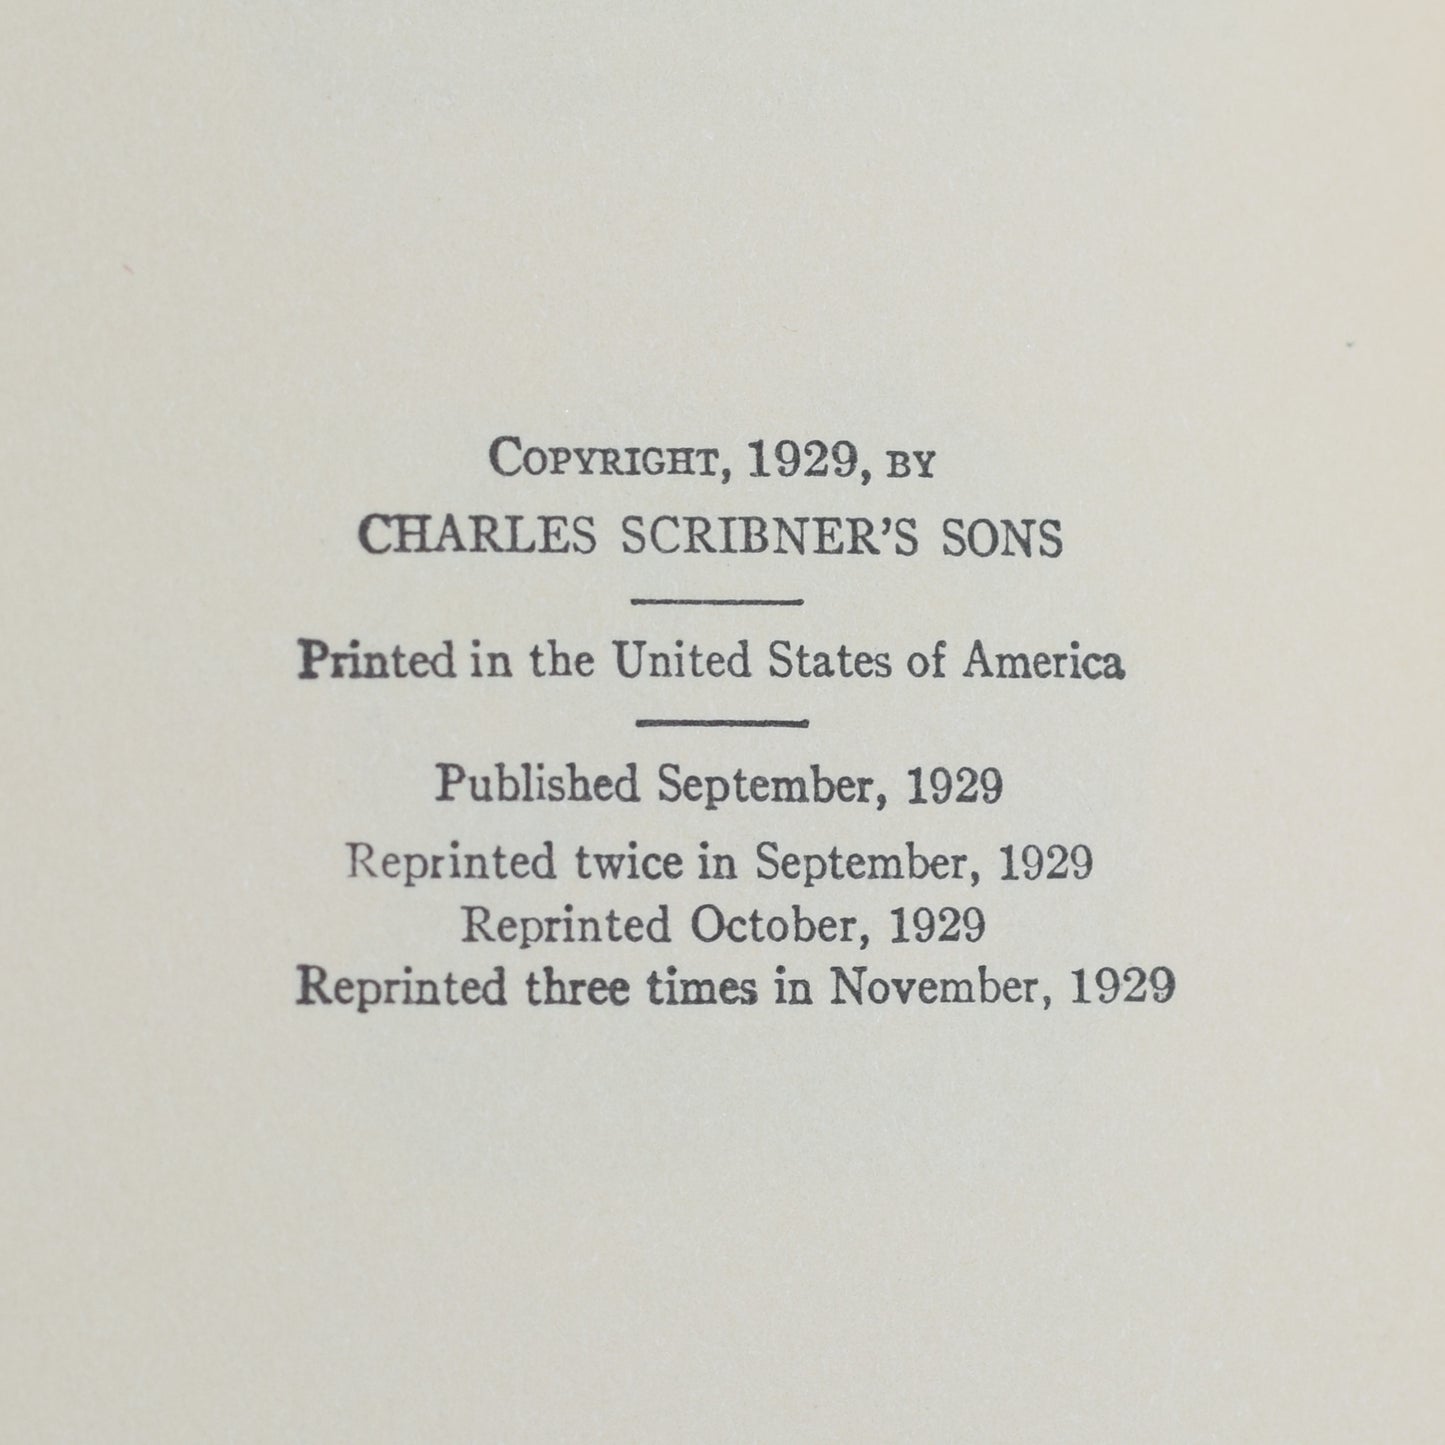 COPYRIGHT, 1929, BY
CHARLES SCRIBNER'S SONS
Printed in the United States of America
Published September, 1929
Reprinted twice in September, 1929
Reprinted October, 1929
Reprinted three times in November, 1929